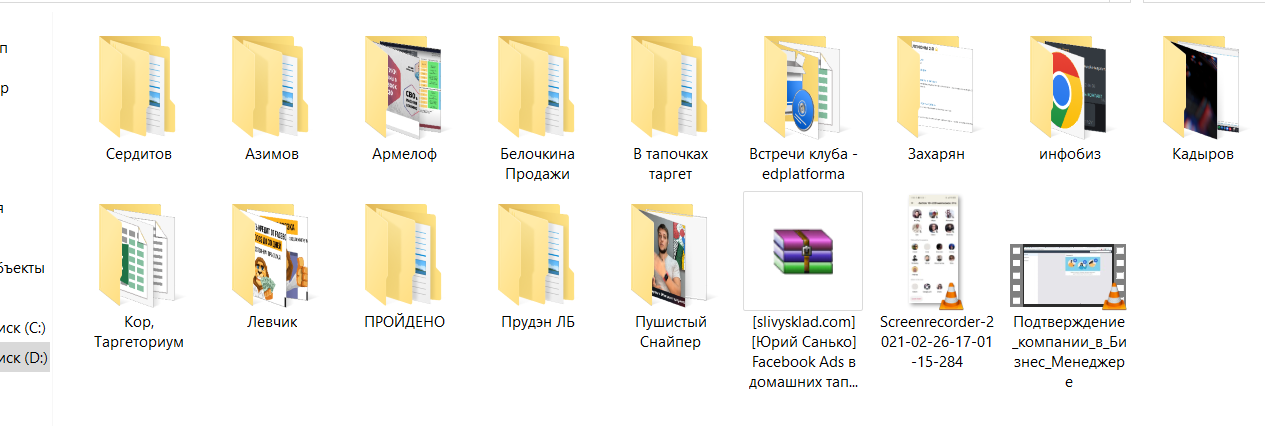 п
р
я
бъекты
иск (C:)
иск (D:)
Сердитов
Азимов
Армелоф
Белочкина
Продажи
В тапочках
таргет
Встречи клуба -
edplatforma
Захарян
инфобиз
Кадыров
Кор,
Таргеториум
Левчик
ПРОЙДЕНО
Прудэн ЛБ
Пушистый
Снайпер
[slivysklad.com]
[Юрий Санько]
Facebook Ads в
домашних тап...
Screenrecorder-2
021-02-26-17-01
-15-284
Подтверждение
_компании_в_Би
знес_Менеджер
е